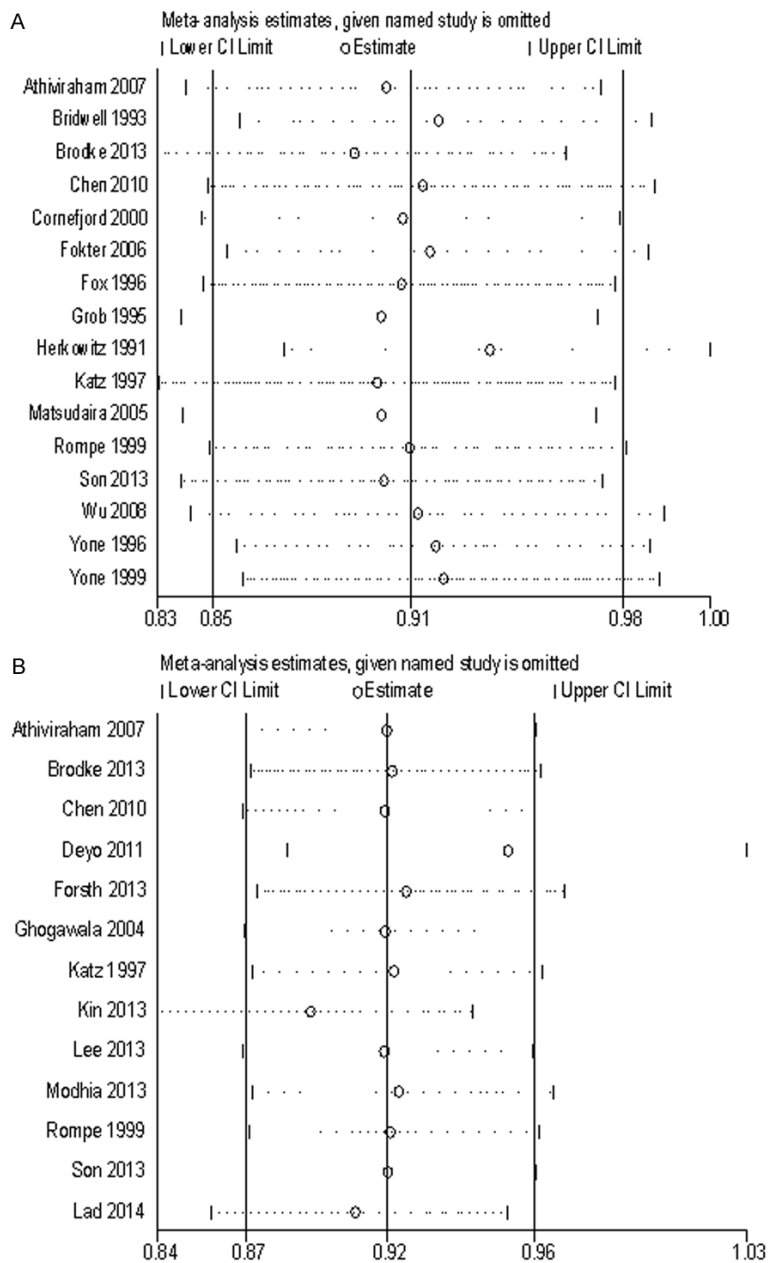 A
Meta-analysis estimates, given named study is omitted
Lower CI Limit Estimate Upper CI Limit
Athiviraham 2007
Bridwell 1993
Brodke 2013
Chen 2010
Cornefjord 2000
Fokter 2006
Fox 1996
Grob 1995
Herkowitz 1991
Katz 1997
Matsudaira 2005
Rompe 1999
Son 2013
Wu 2008
Yone 1996
Yone 1999
0.83 0.85 0.91 0.98 1.00
B
Meta-analysis estimates, given named study is omitted
Lower CI Limit Estimate Upper CI Limit
Athiviraham 2007
Brodke 2013
Chen 2010
Deyo 2011
Forsth 2013
Ghogawala 2004
Katz 1997
Kin 2013
Lee 2013
Modhia 2013
Rompe 1999
Son 2013
Lad 2014
0.84 0.87 0.92 0.96 1.03